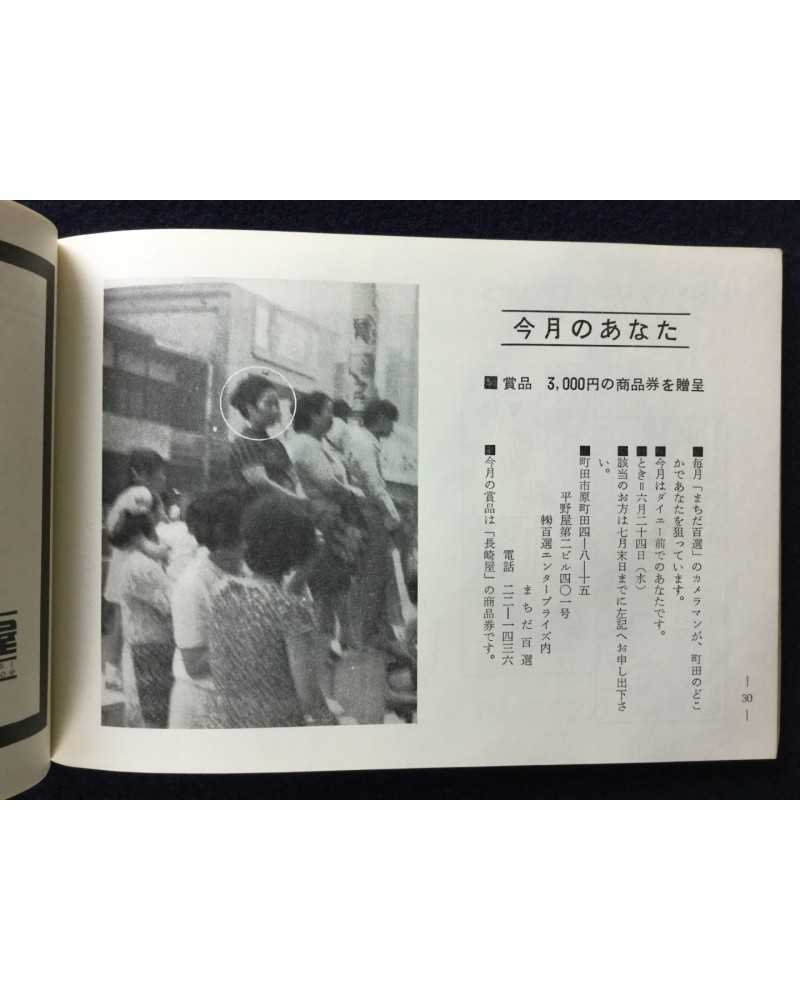 今月のあなた
■賞品 3,000円の商品券を贈呈
■毎月「まちだ百選」のカメラマンが、町田のどこ
かであなたを狙っています。
■今月はダイエー前でのあなたです。
■とき=六月二十四日(水)
■該当のお方は七月末日までに左記へお申し出下さ
い。
■町田市原町田四―八―十五
平野屋第二ビル四〇一号
㈱百選エンタープライズ内
まちだ百選
電話 二二―一四三六
■今月の賞品は「長崎屋」の商品券です。
― 30 ―
屋